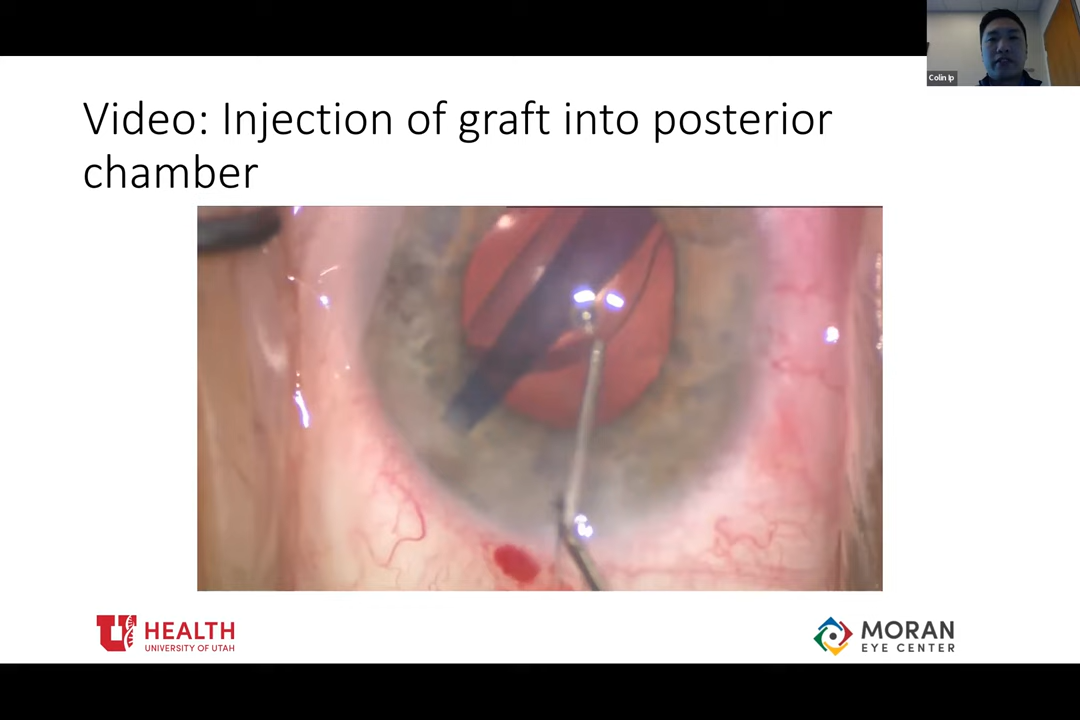 Colin Ip
Video: Injection of graft into posterior
chamber
U HEALTH
UNIVERSITY OF UTAH
MORAN
EYE CENTER